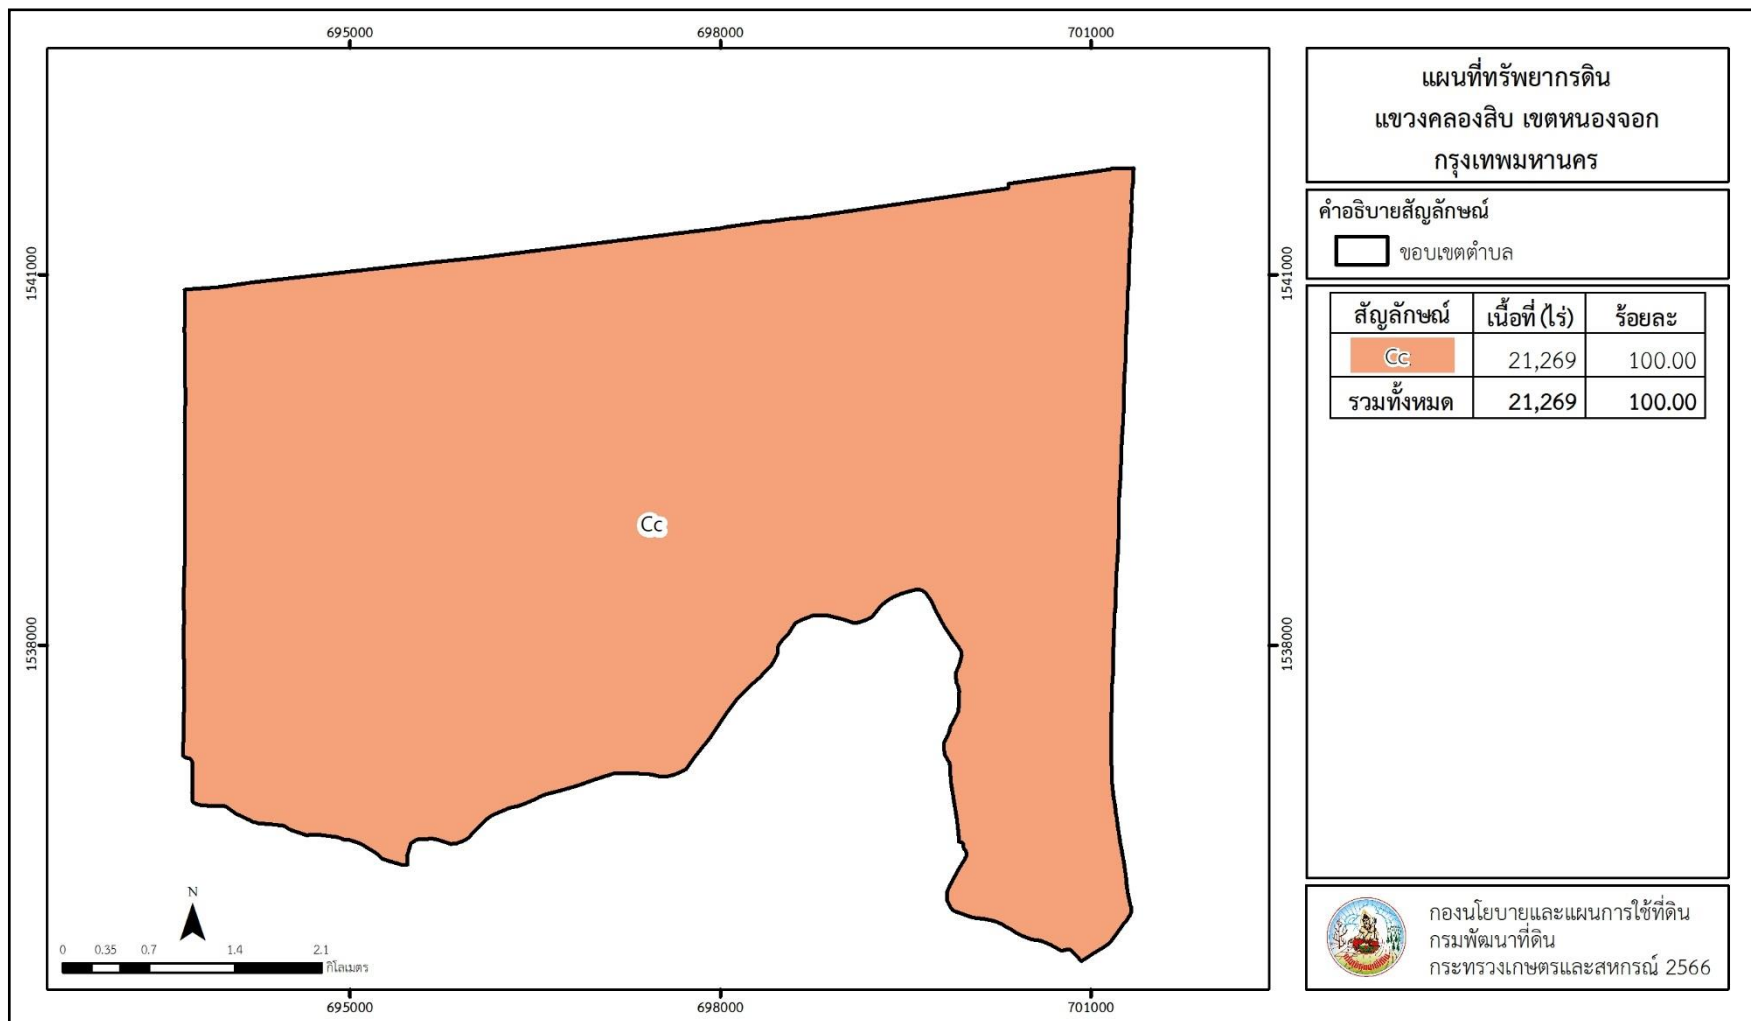 695000
698000
701000
1541000
1541000
1538000
1538000
Cc
N
0 0.35 0.7 1.4 2.1
กิโลเมตร
695000
698000
701000
แผนที่ทรัพยากรดิน
แขวงคลองสิบ เขตหนองจอก
กรุงเทพมหานคร
คำอธิบายสัญลักษณ์
ขอบเขตตำบล
สัญลักษณ์ เนื้อที่ (ไร่) ร้อยละ
Cc 21,269 100.00
รวมทั้งหมด 21,269 100.00
กองนโยบายและแผนการใช้ที่ดิน
กรมพัฒนาที่ดิน
กระทรวงเกษตรและสหกรณ์ 2566